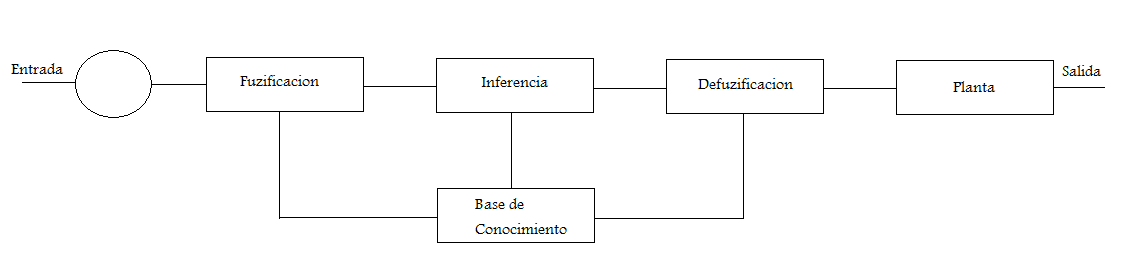 Entrada
Fuzificacion
Inferencia
Defuzificacion
Planta
Salida
Base de
Conocimiento